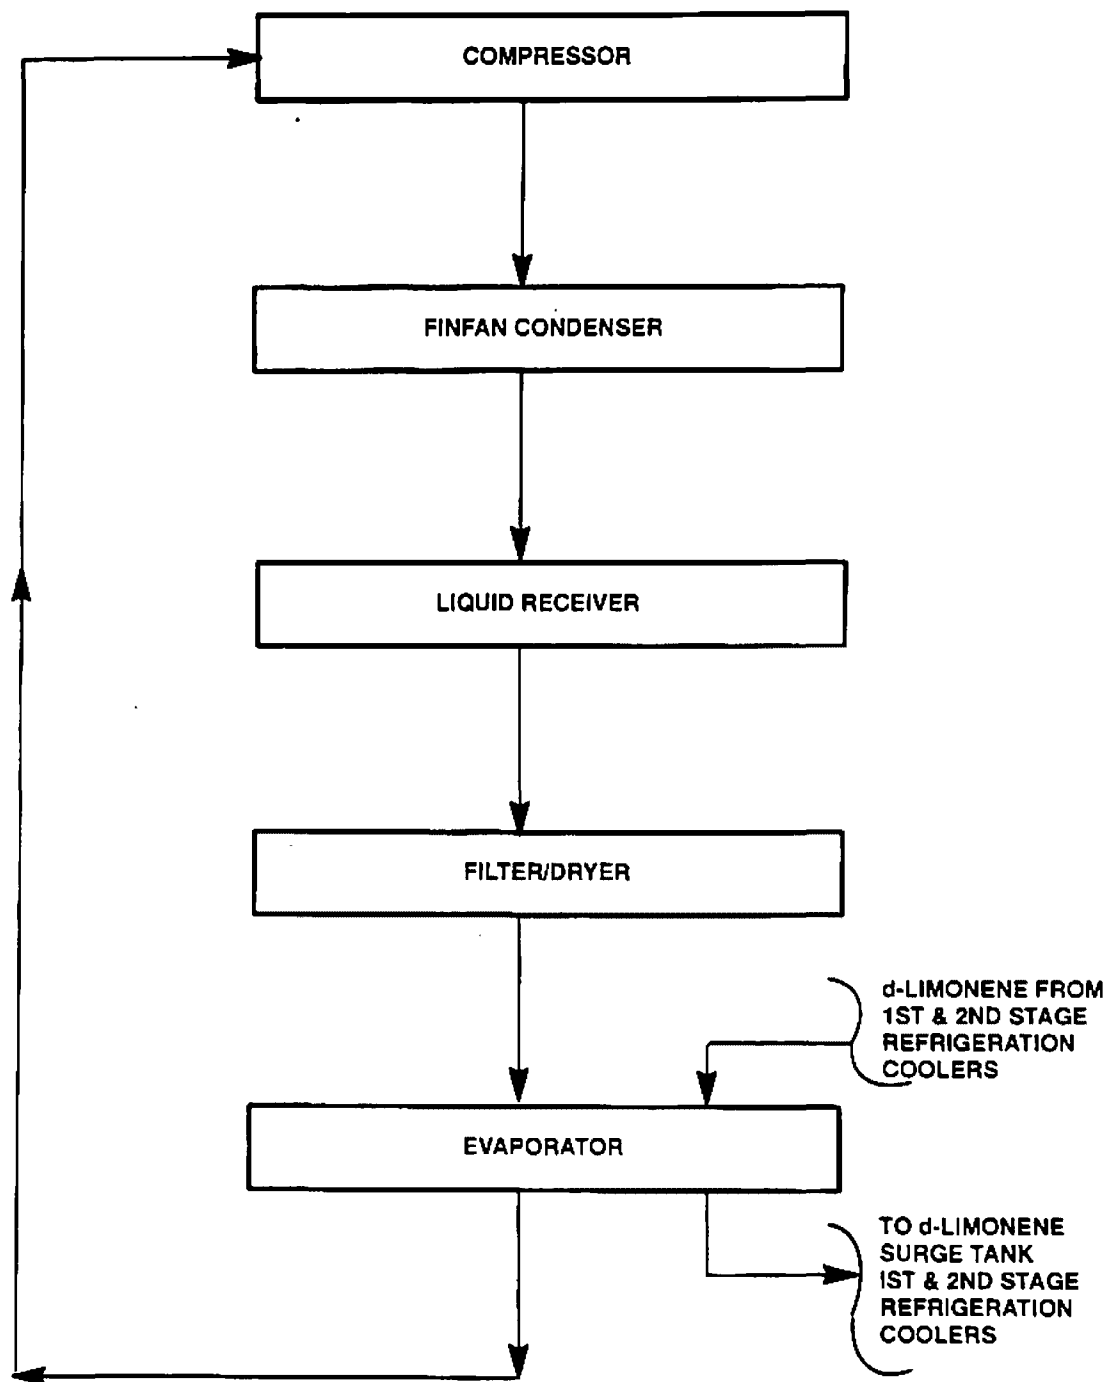 COMPRESSOR
FINFAN CONDENSER
LIQUID RECEIVER
FILTER/DRYER
d-LIMONENE FROM
1ST & 2ND STAGE
REFRIGERATION
COOLERS
EVAPORATOR
TO d-LIMONENE
SURGE TANK
IST & 2ND STAGE
REFRIGERATION
COOLERS